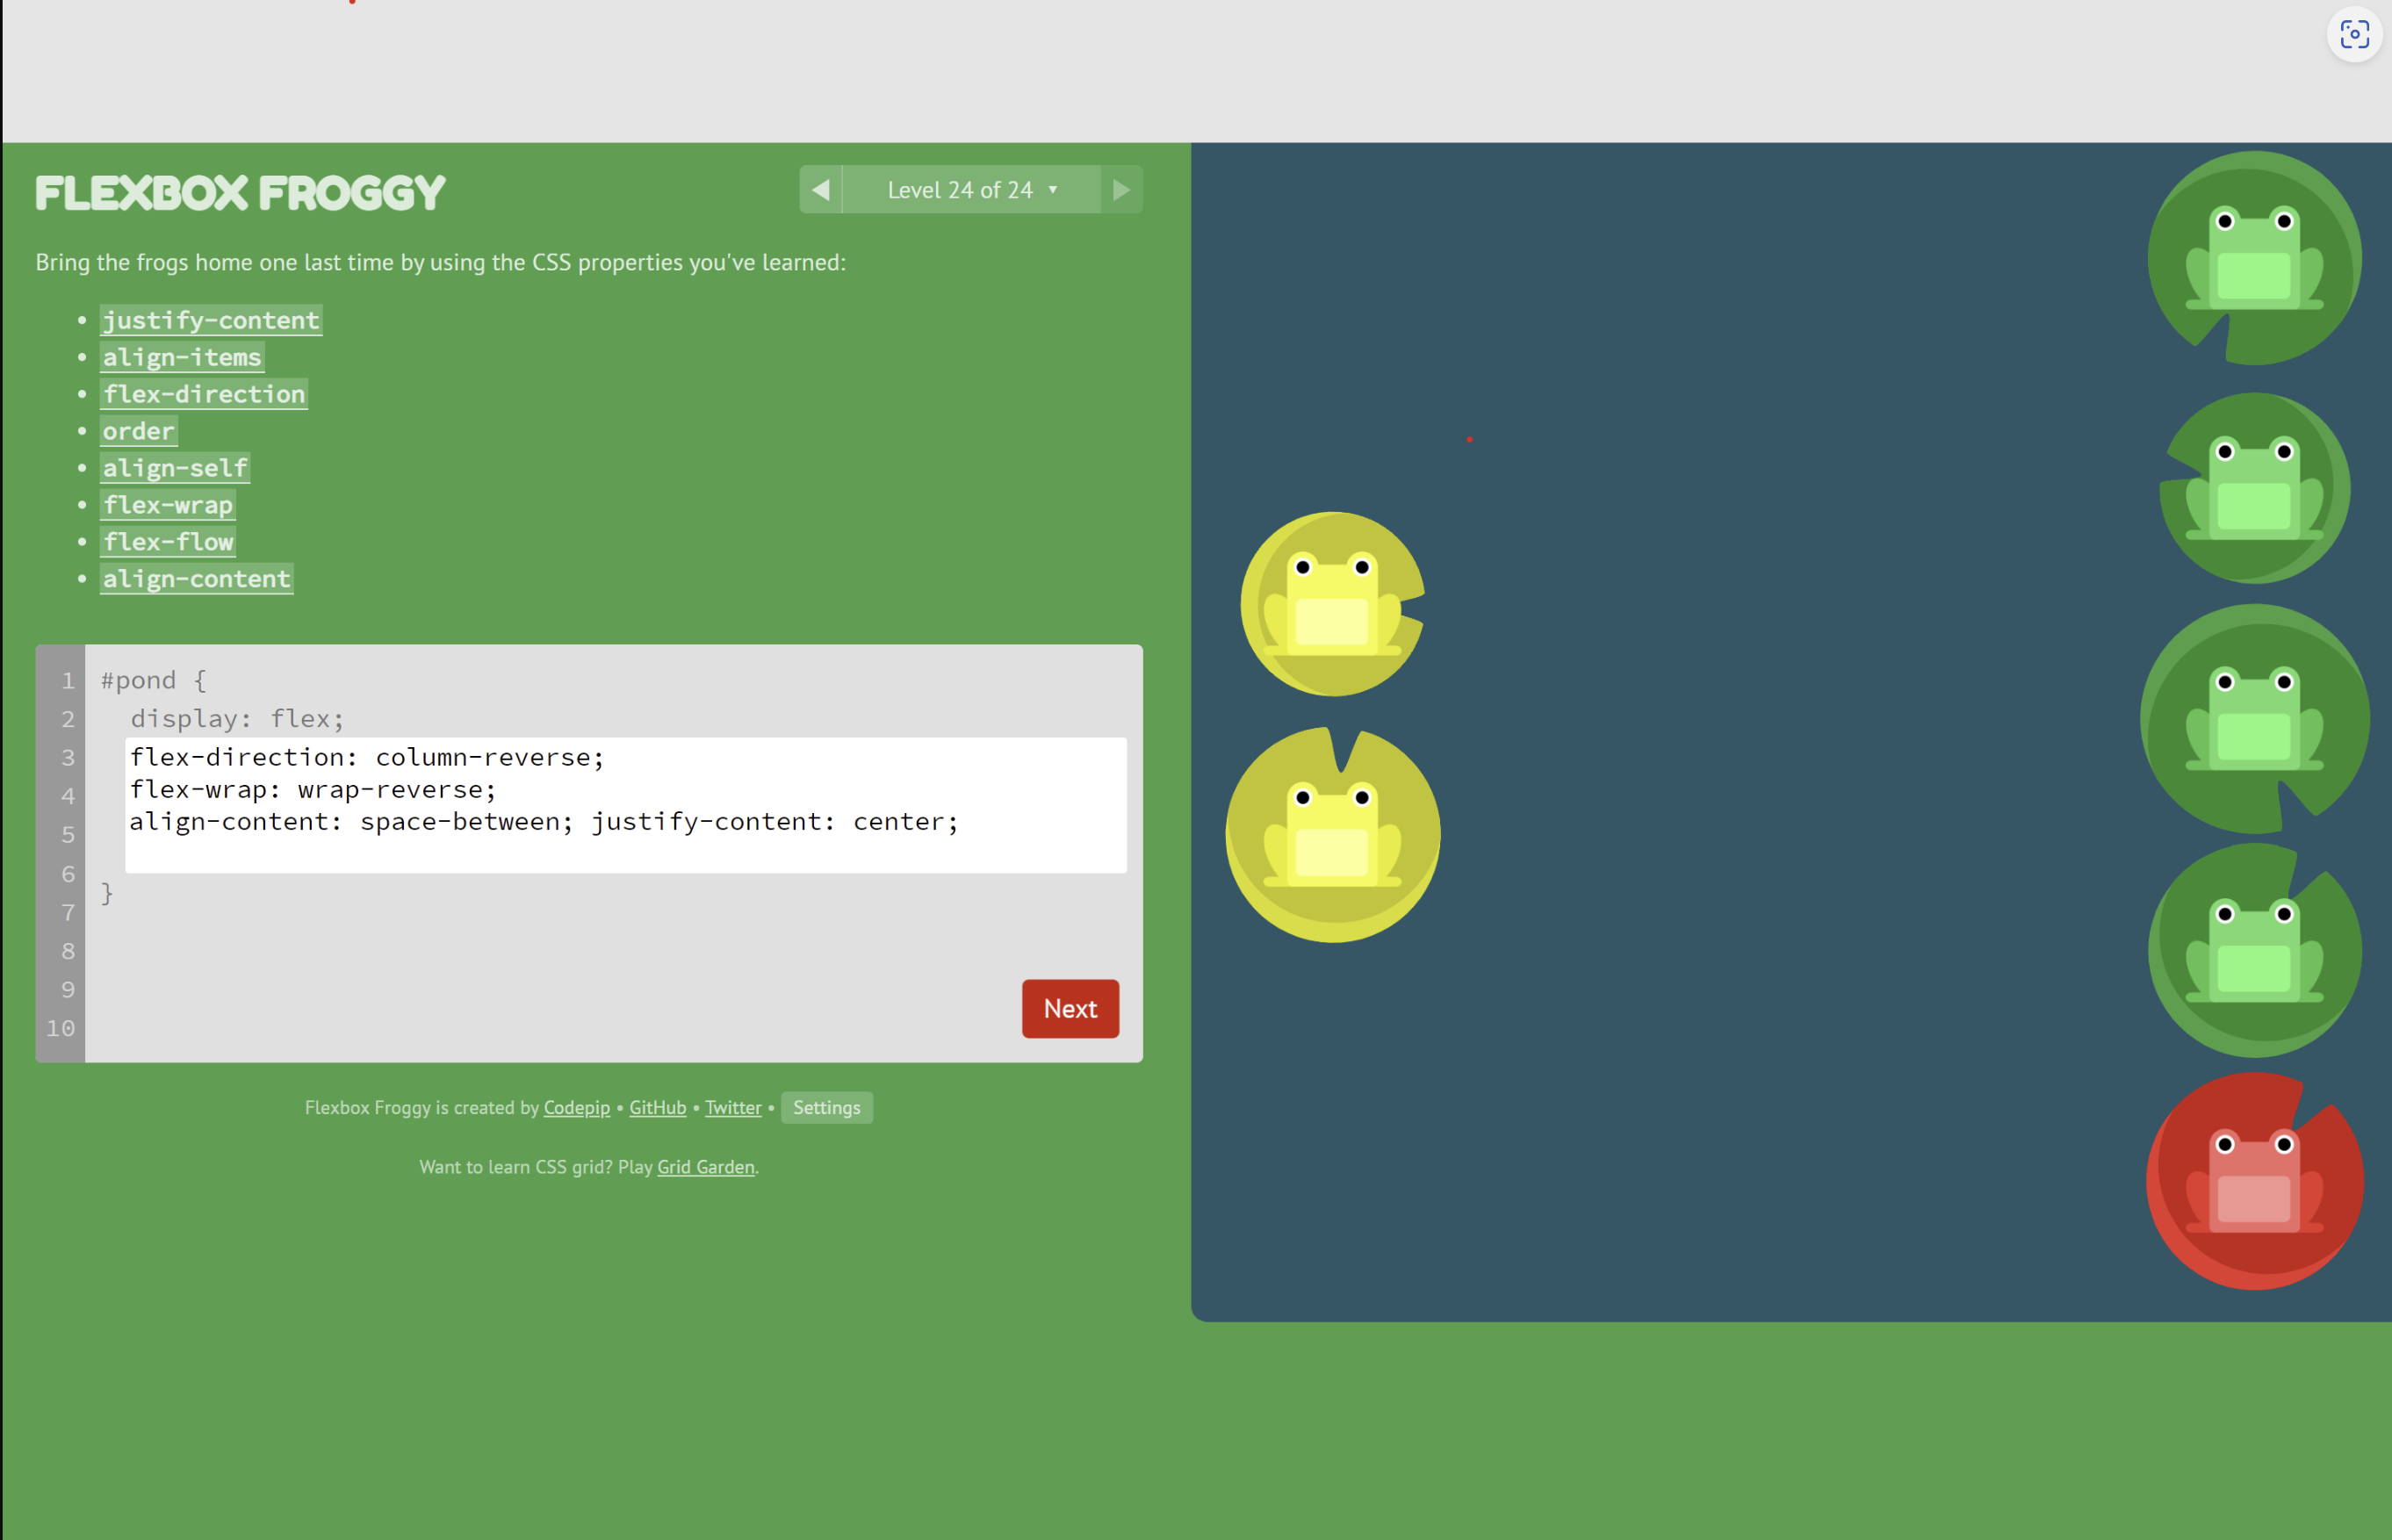 FLEXBOX FROGGY
Level 24 of 24
Bring the frogs home one last time by using the CSS properties you've learned:
• justify-content
• align-items
• flex-direction
• order
• align-self
• flex-wrap
• flex-flow
• align-content
1 #pond {
2 display: flex;
3 flex-direction: column-reverse;
4 flex-wrap: wrap-reverse;
5 align-content: space-between; justify-content: center;
6
7 }
8
9
10
Next
Flexbox Froggy is created by Codepip • GitHub • Twitter • Settings
Want to learn CSS grid? Play Grid Garden.